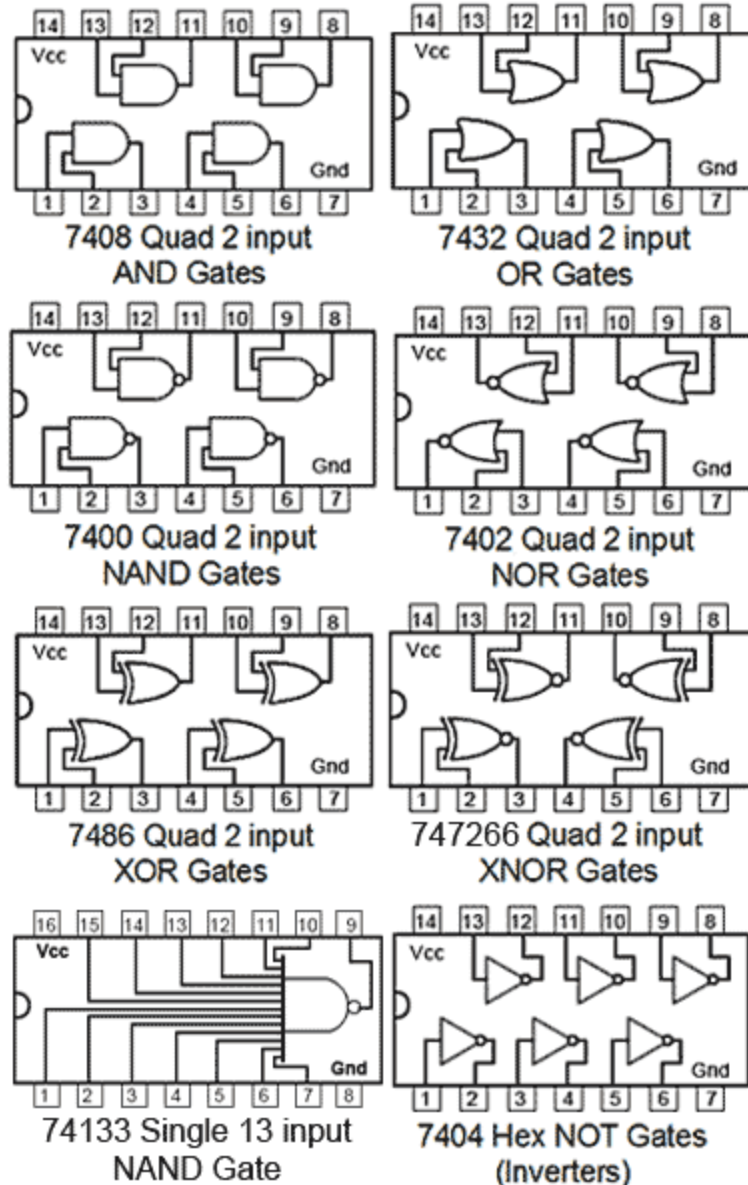 14 13 12 11 10 9 8
Vcc
Gnd
1 2 3 4 5 6 7
7408 Quad 2 input
AND Gates
14 13 12 11 10 9 8
Vcc
Gnd
1 2 3 4 5 6 7
7432 Quad 2 input
OR Gates
14 13 12 11 10 9 8
Vcc
Gnd
1 2 3 4 5 6 7
7400 Quad 2 input
NAND Gates
14 13 12 11 10 9 8
Vcc
Gnd
1 2 3 4 5 6 7
7402 Quad 2 input
NOR Gates
14 13 12 11 10 9 8
Vcc
Gnd
1 2 3 4 5 6 7
7486 Quad 2 input
XOR Gates
14 13 12 11 10 9 8
Vcc
Gnd
1 2 3 4 5 6 7
747266 Quad 2 input
XNOR Gates
16 15 14 13 12 11 10 9
Vcc
Gnd
1 2 3 4 5 6 7 8
74133 Single 13 input
NAND Gate
14 13 12 11 10 9 8
Vcc
Gnd
1 2 3 4 5 6 7
7404 Hex NOT Gates
(Inverters)